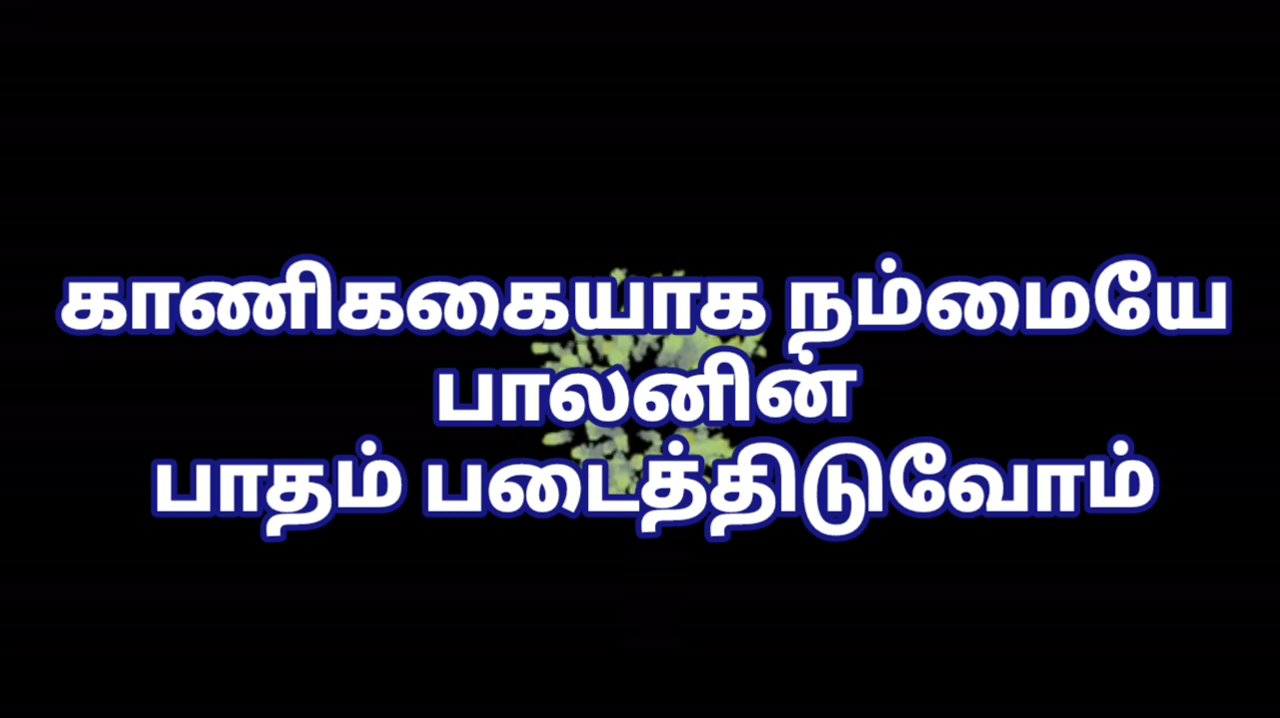 காணிககையாக நம்மையே
பாலனின்
பாதம் படைத்திடுவோம்